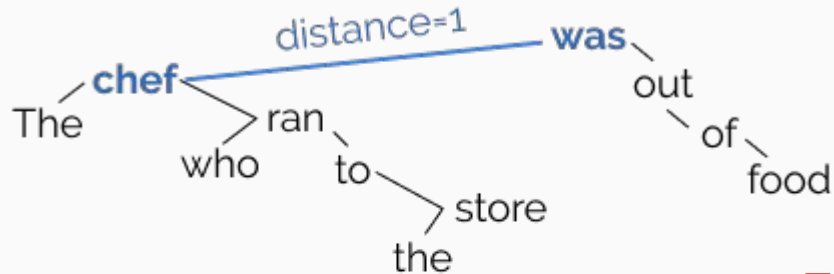 distance=1
was
chef
out
The
ran
of
who
to
food
store
the